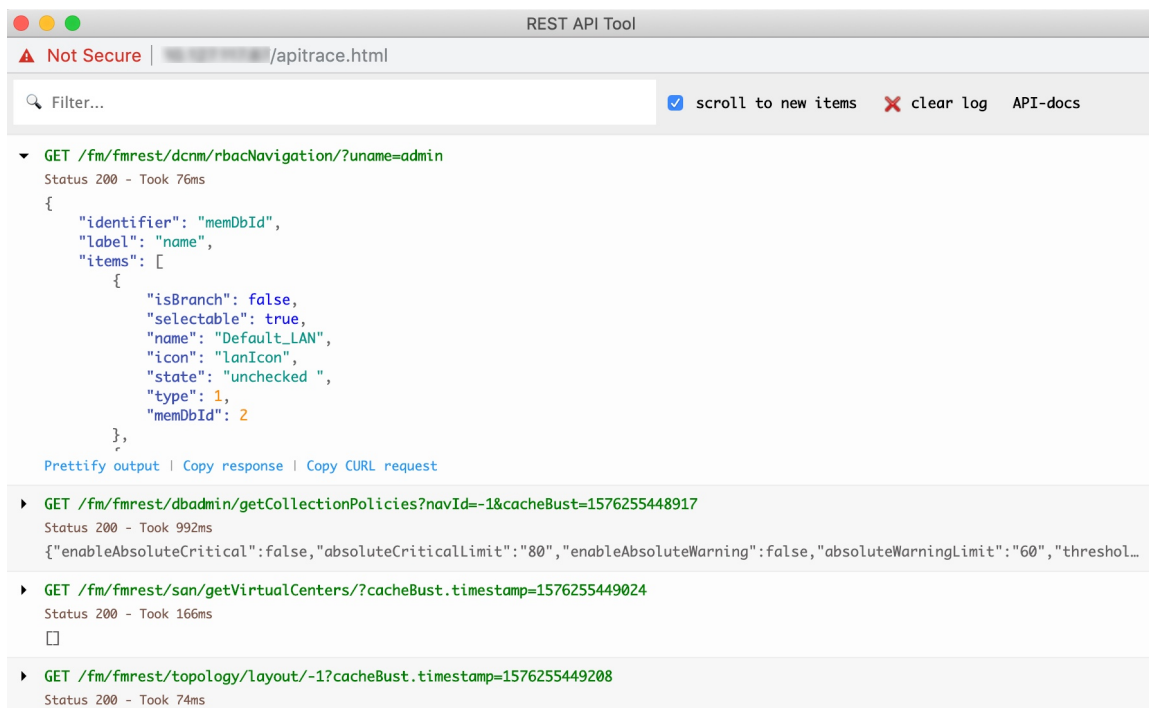 REST API Tool
Not Secure | /apitrace.html
Filter... scroll to new items clear log API-docs
GET /fm/fmrest/dcnm/rbacNavigation/?uname=admin
Status 200 - Took 76ms
{
"identifier": "memDbId",
"label": "name",
"items": [
{
"isBranch": false,
"selectable": true,
"name": "Default_LAN",
"icon": "lanIcon",
"state": "unchecked ",
"type": 1,
"memDbId": 2
},
Prettify output | Copy response | Copy CURL request
GET /fm/fmrest/dbadmin/getCollectionPolicies?navId=-1&cacheBust=1576255448917
Status 200 - Took 992ms
{"enableAbsoluteCritical":false,"absoluteCriticalLimit":"80","enableAbsoluteWarning":false,"absoluteWarningLimit":"60","threshol…
GET /fm/fmrest/san/getVirtualCenters/?cacheBust.timestamp=1576255449024
Status 200 - Took 166ms
[]
GET /fm/fmrest/topology/layout/-1?cacheBust.timestamp=1576255449208
Status 200 - Took 74ms